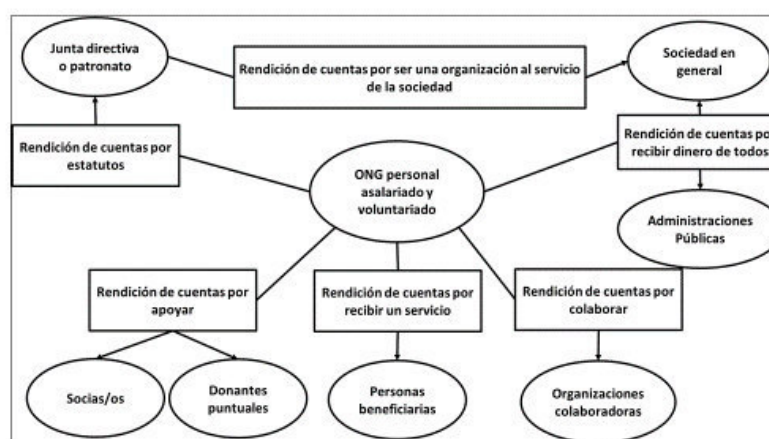 Junta directiva
o patronato
Rendición de cuentas por ser una organización al servicio
de la sociedad
Sociedad en
general
Rendición de cuentas por
estatutos
ONG personal
asalariado y
voluntariado
Rendición de cuentas por
recibir dinero de todos
Administraciones
Públicas
Rendición de cuentas por
apoyar
Rendición de cuentas por
recibir un servicio
Rendición de cuentas por
colaborar
Socias/os
Donantes
puntuales
Personas
beneficiarias
Organizaciones
colaboradoras